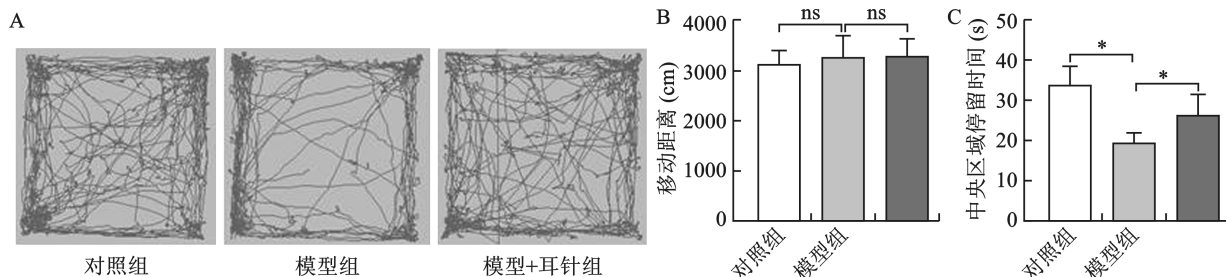 A
对照组
模型组
模型+耳针组
B
移动距离 (cm)
4000
3000
2000
1000
0
ns
ns
对照组
模型组
C
中央区域停留时间 (s)
50
40
30
20
10
0
*
*
对照组
模型组